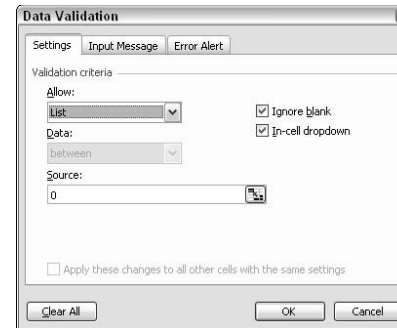 Data Validation
Settings Input Message Error Alert
Validation criteria
Allow:
List
Ignore blank
Data:
In-cell dropdown
between
Source:
0
Apply these changes to all other cells with the same settings
Clear All OK Cancel